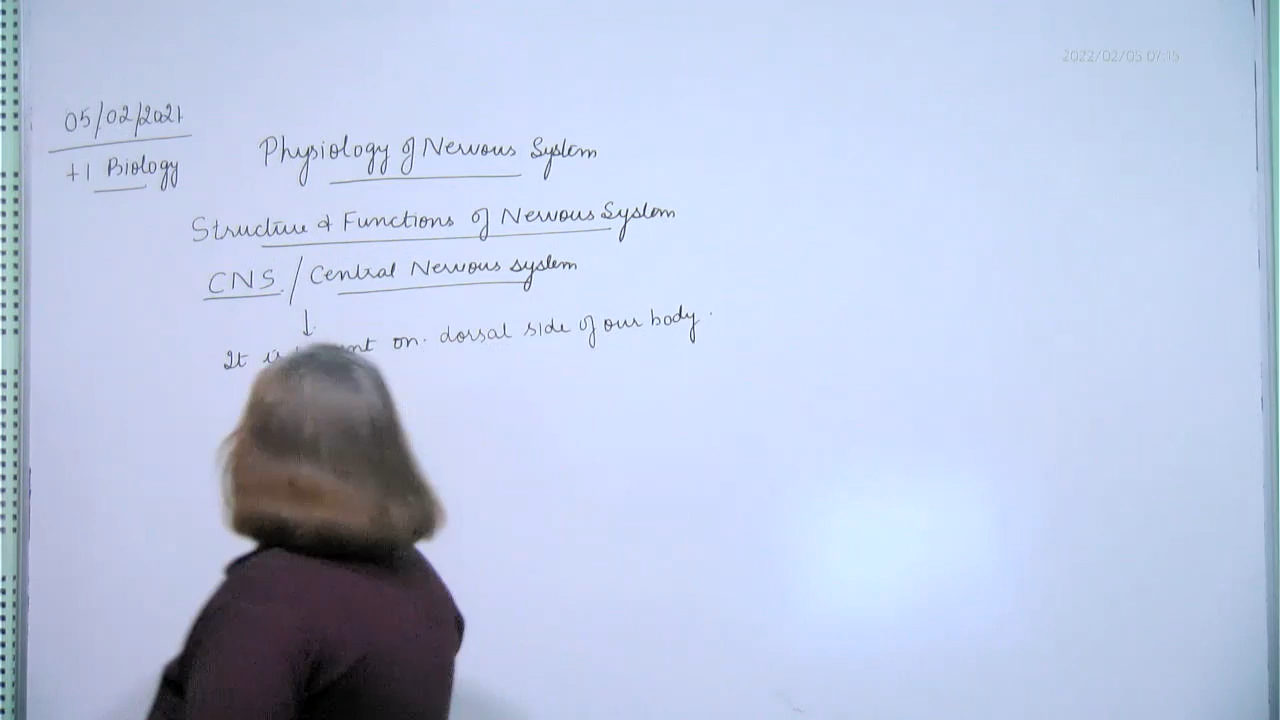 2022/02/05 07:15
05/02/2021
+1 Biology
Physiology of Nervous System
Structure & Functions of Nervous System
CNS / Central Nervous system
↓
It is on dorsal side of our body.